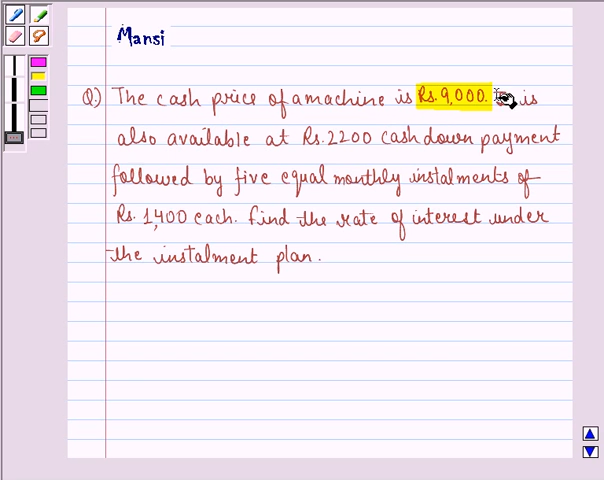 Mansi
Q.) The cash price of a machine is Rs. 9,000. is
also available at Rs. 2200 cash down payment
followed by five equal monthly instalments of
Rs. 1,400 each. find the rate of interest under
the instalment plan.